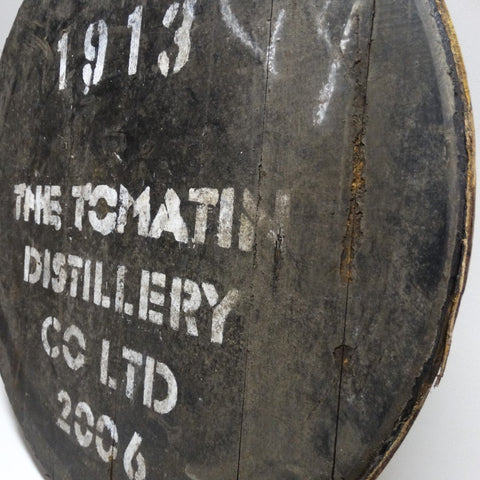 1913
THE TOMATIN
DISTILLERY
CO LTD
2006